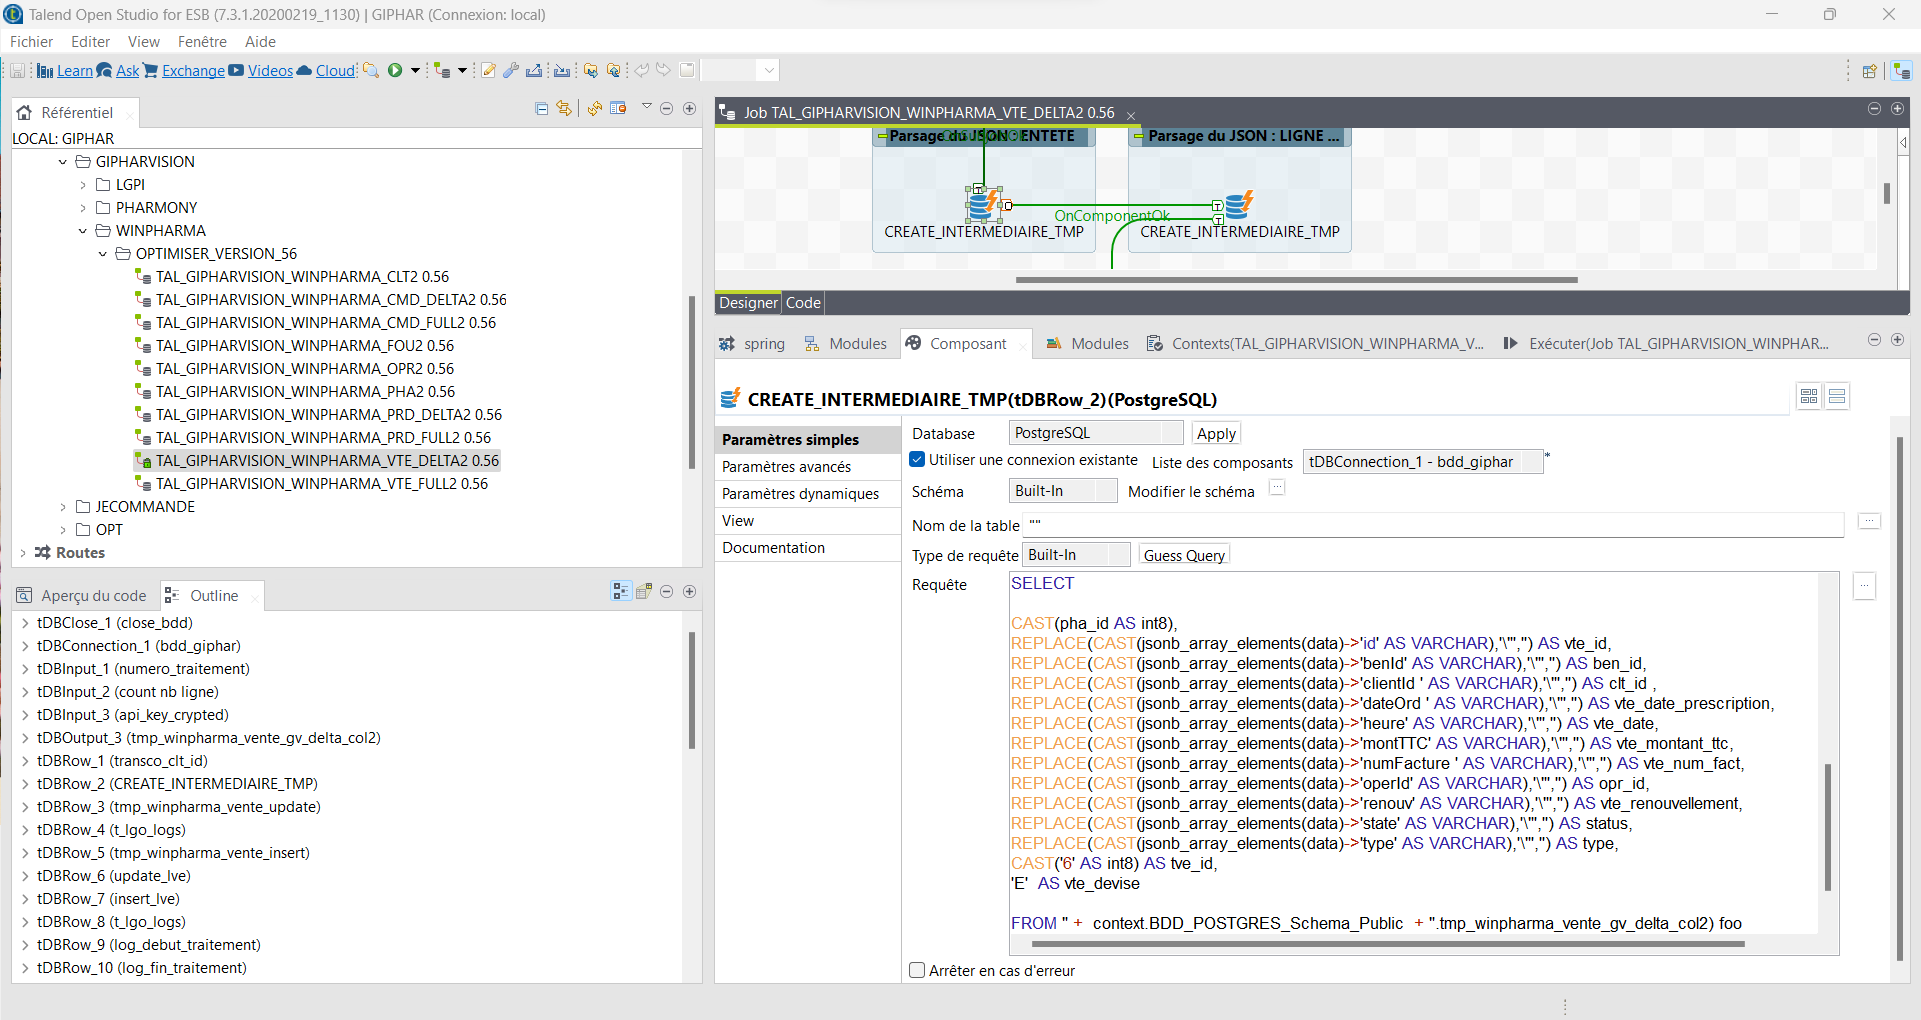 Talend Open Studio for ESB (7.3.1.20200219_1130) | GIPHAR (Connexion: local)
Fichier Editer View Fenêtre Aide
Learn Ask Exchange Videos Cloud
Référentiel
LOCAL: GIPHAR
GIPHARVISION
LGPI
PHARMONY
WINPHARMA
OPTIMISER_VERSION_56
TAL_GIPHARVISION_WINPHARMA_CLT2 0.56
TAL_GIPHARVISION_WINPHARMA_CMD_DELTA2 0.56
TAL_GIPHARVISION_WINPHARMA_CMD_FULL2 0.56
TAL_GIPHARVISION_WINPHARMA_FOU2 0.56
TAL_GIPHARVISION_WINPHARMA_OPR2 0.56
TAL_GIPHARVISION_WINPHARMA_PHA2 0.56
TAL_GIPHARVISION_WINPHARMA_PRD_DELTA2 0.56
TAL_GIPHARVISION_WINPHARMA_PRD_FULL2 0.56
TAL_GIPHARVISION_WINPHARMA_VTE_DELTA2 0.56
TAL_GIPHARVISION_WINPHARMA_VTE_FULL2 0.56
JECOMMANDE
OPT
Routes
Aperçu du code Outline
tDBClose_1 (close_bdd)
tDBConnection_1 (bdd_giphar)
tDBInput_1 (numero_traitement)
tDBInput_2 (count nb ligne)
tDBInput_3 (api_key_crypted)
tDBOutput_3 (tmp_winpharma_vente_gv_delta_col2)
tDBRow_1 (transco_clt_id)
tDBRow_2 (CREATE_INTERMEDIAIRE_TMP)
tDBRow_3 (tmp_winpharma_vente_update)
tDBRow_4 (t_lgo_logs)
tDBRow_5 (tmp_winpharma_vente_insert)
tDBRow_6 (update_lve)
tDBRow_7 (insert_lve)
tDBRow_8 (t_lgo_logs)
tDBRow_9 (log_debut_traitement)
tDBRow_10 (log_fin_traitement)
Job TAL_GIPHARVISION_WINPHARMA_VTE_DELTA2 0.56
Parsage du JSON : ENTETE
Parsage du JSON : LIGNE ...
OnComponentOk
CREATE_INTERMEDIAIRE_TMP
CREATE_INTERMEDIAIRE_TMP
Designer Code
spring Modules Composant Modules Contexts(TAL_GIPHARVISION_WINPHARMA_V... Exécuter(Job TAL_GIPHARVISION_WINPHAR...
CREATE_INTERMEDIAIRE_TMP(tDBRow_2)(PostgreSQL)
Paramètres simples
Paramètres avancés
Paramètres dynamiques
View
Documentation
Database PostgreSQL Apply
Utiliser une connexion existante Liste des composants tDBConnection_1 - bdd_giphar *
Schéma Built-In Modifier le schéma ...
Nom de la table "" ...
Type de requête Built-In Guess Query
Requête ...
SELECT
CAST(pha_id AS int8),
REPLACE(CAST(jsonb_array_elements(data)->'id' AS VARCHAR),'\"','') AS vte_id,
REPLACE(CAST(jsonb_array_elements(data)->'benId' AS VARCHAR),'\"','') AS ben_id,
REPLACE(CAST(jsonb_array_elements(data)->'clientId ' AS VARCHAR),'\"','') AS clt_id ,
REPLACE(CAST(jsonb_array_elements(data)->'dateOrd ' AS VARCHAR),'\"','') AS vte_date_prescription,
REPLACE(CAST(jsonb_array_elements(data)->'heure' AS VARCHAR),'\"','') AS vte_date,
REPLACE(CAST(jsonb_array_elements(data)->'montTTC' AS VARCHAR),'\"','') AS vte_montant_ttc,
REPLACE(CAST(jsonb_array_elements(data)->'numFacture ' AS VARCHAR),'\"','') AS vte_num_fact,
REPLACE(CAST(jsonb_array_elements(data)->'operId' AS VARCHAR),'\"','') AS opr_id,
REPLACE(CAST(jsonb_array_elements(data)->'renouv' AS VARCHAR),'\"','') AS vte_renouvellement,
REPLACE(CAST(jsonb_array_elements(data)->'state' AS VARCHAR),'\"','') AS status,
REPLACE(CAST(jsonb_array_elements(data)->'type' AS VARCHAR),'\"','') AS type,
CAST('6' AS int8) AS tve_id,
'E'  AS vte_devise
FROM " +  context.BDD_POSTGRES_Schema_Public  + ".tmp_winpharma_vente_gv_delta_col2) foo
Arrêter en cas d'erreur